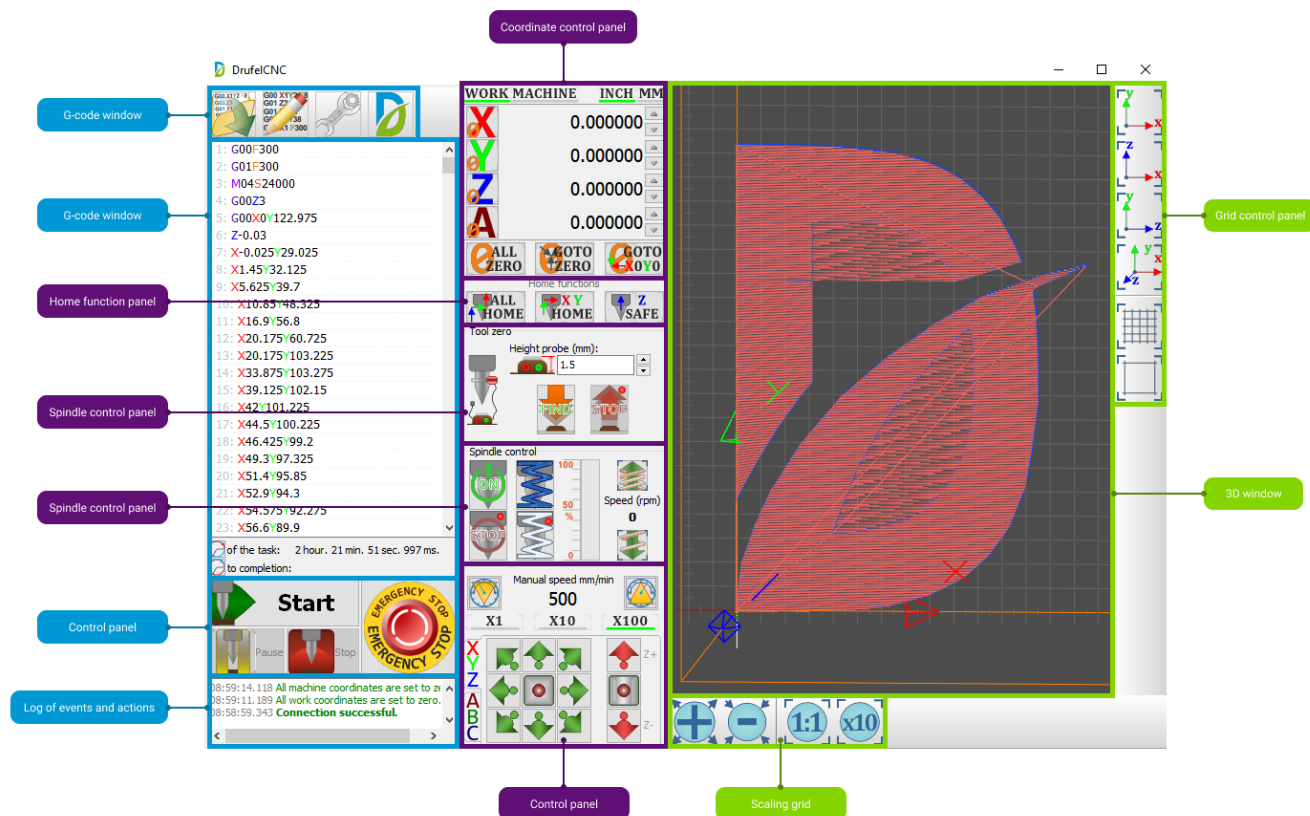 Coordinate control panel
DrufelCNC
G-code window
WORK MACHINE INCH MM
X 0.000000
Y 0.000000
Z 0.000000
A 0.000000
ALL ZERO
GOTO ZERO
GOTO X0Y0
Home functions
ALL HOME
X Y HOME
Z SAFE
G-code window
1: G00F300
2: G01F300
3: M04S24000
4: G00Z3
5: G00X0Y122.975
6: Z-0.03
7: X-0.025Y29.025
8: X1.45Y32.125
9: X5.625Y39.7
10: X10.85Y48.325
11: X16.9Y56.8
12: X20.175Y60.725
13: X20.175Y103.225
14: X33.875Y103.275
15: X39.125Y102.15
16: X42Y101.225
17: X44.5Y100.225
18: X46.425Y99.2
19: X49.3Y97.325
20: X51.4Y95.85
21: X52.9Y94.3
22: X54.575Y92.275
23: X56.6Y89.9
of the task: 2 hour. 21 min. 51 sec. 997 ms.
to completion:
Home function panel
Tool zero
Height probe (mm):
1.5
FIND
STOP
Spindle control panel
Spindle control
ON
STOP
100
50
%
0
Speed (rpm)
0
Spindle control panel
Start
Pause
Stop
EMERGENCY STOP
EMERGENCY STOP
Control panel
08:59:14.118 All machine coordinates are set to
08:59:11.189 All work coordinates are set to zero.
08:58:59.343 Connection successful.
Log of events and actions
Manual speed mm/min
500
X1 X10 X100
X
Y
Z
A
B
C
Z+
Z-
Control panel
Y
X
y
x
z
x
y
z
y
x
z
Grid control panel
3D window
1:1
x10
Scaling grid